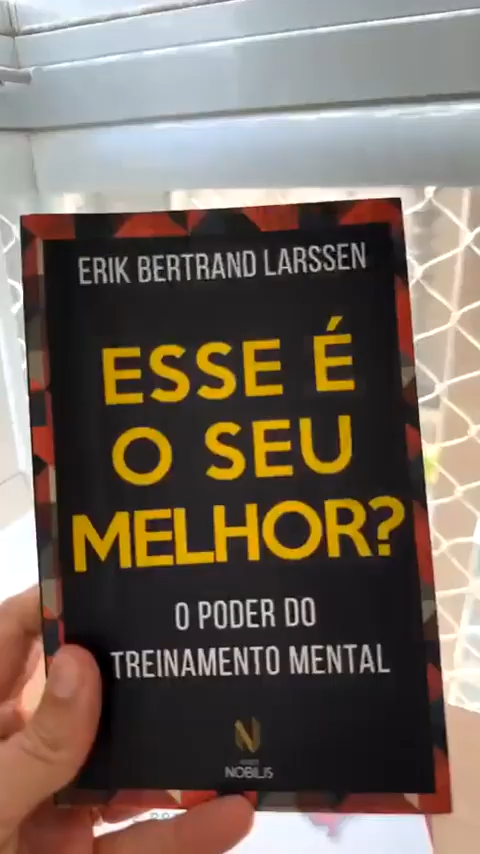 ERIK BERTRAND LARSSEN
ESSE É
O SEU
MELHOR?
O PODER DO
TREINAMENTO MENTAL
NOBILIS